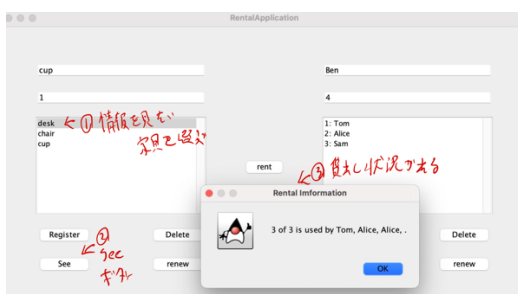 RentalApplication
cup
Ben
1
4
desk ← ① 情報を見たい
家具を選ぶ
chair
cup
1: Tom
2: Alice
3: Sam
rent
③ 貸出し状況が出る
Rental Imformation
3 of 3 is used by Tom, Alice, Alice, .
OK
Register
Delete
Delete
② See ボタン
See
renew
renew